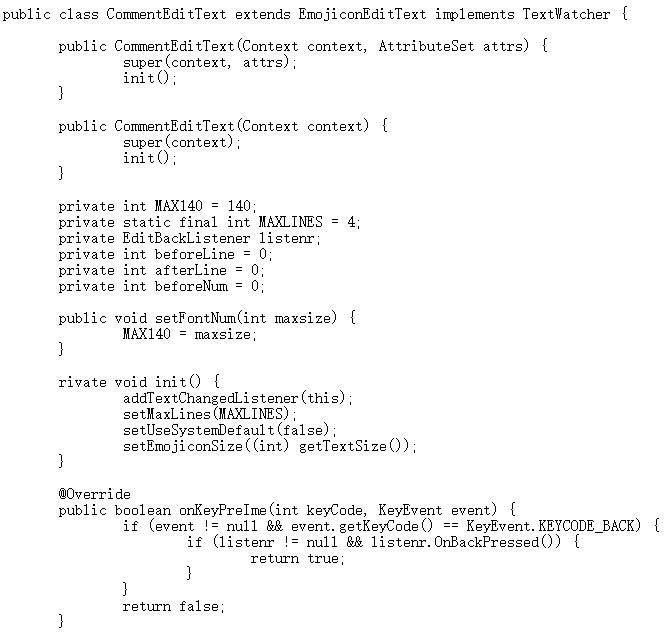 public class CommentEditText extends EmojiconEditText implements TextWatcher {
public CommentEditText(Context context, AttributeSet attrs) {
super(context, attrs);
init();
}
public CommentEditText(Context context) {
super(context);
init();
}
private int MAX140 = 140;
private static final int MAXLINES = 4;
private EditBackListener listenr;
private int beforeLine = 0;
private int afterLine = 0;
private int beforeNum = 0;
public void setFontNum(int maxsize) {
MAX140 = maxsize;
}
rivate void init() {
addTextChangedListener(this);
setMaxLines(MAXLINES);
setUseSystemDefault(false);
setEmojiconSize((int) getTextSize());
}
@Override
public boolean onKeyPreIme(int keyCode, KeyEvent event) {
if (event != null && event.getKeyCode() == KeyEvent.KEYCODE_BACK) {
if (listenr != null && listenr.OnBackPressed()) {
return true;
}
}
return false;
}